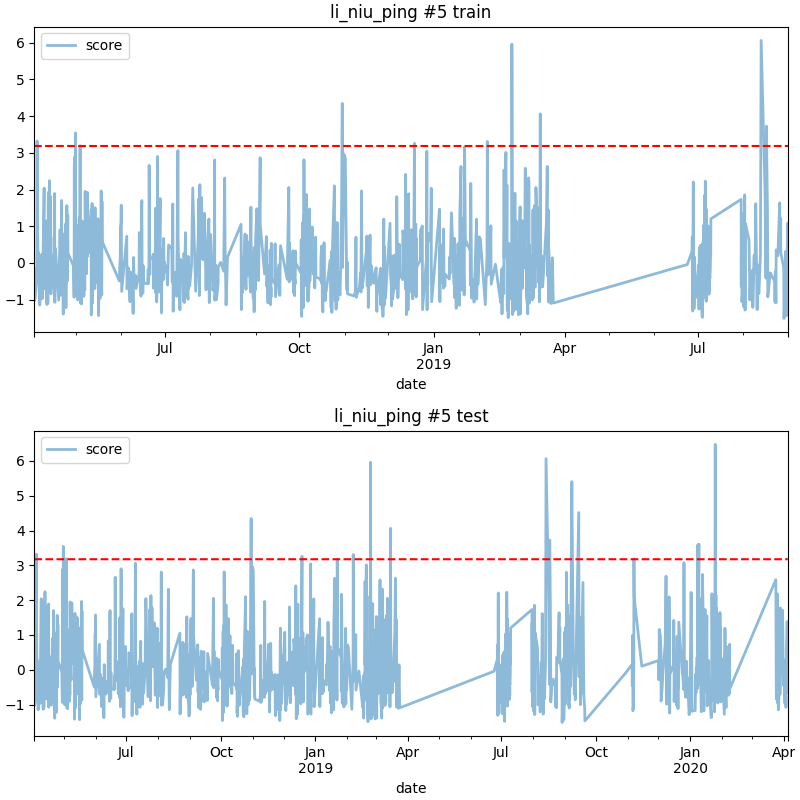 li_niu_ping #5 train
score
6
5
4
3
2
1
0
−1
Jul
Oct
Jan
2019
Apr
Jul
date
li_niu_ping #5 test
score
6
5
4
3
2
1
0
−1
Jul
Oct
Jan
2019
Apr
Jul
Oct
Jan
2020
Apr
date